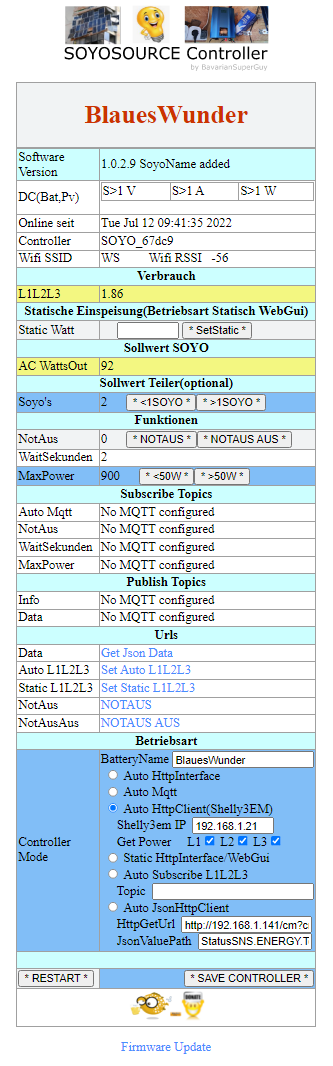 SOYOSOURCE Controller
by BavarianSuperGuy
BlauesWunder
Software Version 1.0.2.9 SoyoName added
DC(Bat,Pv) S>1 V S>1 A S>1 W
Online seit Tue Jul 12 09:41:35 2022
Controller SOYO_67dc9
Wifi SSID WS Wifi RSSI -56
Verbrauch
L1L2L3 1.86
Statische Einspeisung(Betriebsart Statisch WebGui)
Static Watt * SetStatic *
Sollwert SOYO
AC WattsOut 92
Sollwert Teiler(optional)
Soyo's 2 * <1SOYO * * >1SOYO *
Funktionen
NotAus 0 * NOTAUS * * NOTAUS AUS *
WaitSekunden 2
MaxPower 900 * <50W * * >50W *
Subscribe Topics
Auto Mqtt No MQTT configured
NotAus No MQTT configured
WaitSekunden No MQTT configured
MaxPower No MQTT configured
Publish Topics
Info No MQTT configured
Data No MQTT configured
Urls
Data Get Json Data
Auto L1L2L3 Set Auto L1L2L3
Static L1L2L3 Set Static L1L2L3
NotAus NOTAUS
NotAusAus NOTAUS AUS
Betriebsart
Controller Mode
BatteryName BlauesWunder
Auto HttpInterface
Auto Mqtt
Auto HttpClient(Shelly3EM)
Shelly3em IP 192.168.1.21
Get Power L1 L2 L3
Static HttpInterface/WebGui
Auto Subscribe L1L2L3
Topic
Auto JsonHttpClient
HttpGetUrl http://192.168.1.141/cm?c
JsonValuePath StatusSNS.ENERGY.T
* RESTART * * SAVE CONTROLLER *
DONATE
Firmware Update